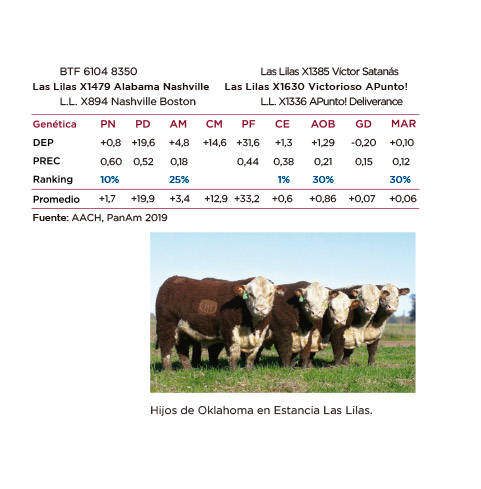 BTF 6104 8350 Las Lilas X1385 Víctor Satanás
Las Lilas X1479 Alabama Nashville Las Lilas X1630 Victorioso APunto!
L.L. X894 Nashville Boston L.L. X1336 APunto! Deliverance
Genética PN PD AM CM PF CE AOB GD MAR
DEP +0,8 +19,6 +4,8 +14,6 +31,6 +1,3 +1,29 -0,20 +0,10
PREC 0,60 0,52 0,18 0,44 0,38 0,21 0,15 0,12
Ranking 10% 25% 1% 30% 30%
Promedio +1,7 +19,9 +3,4 +12,9 +33,2 +0,6 +0,86 +0,07 +0,06
Fuente: AACH, PanAm 2019
Hijos de Oklahoma en Estancia Las Lilas.